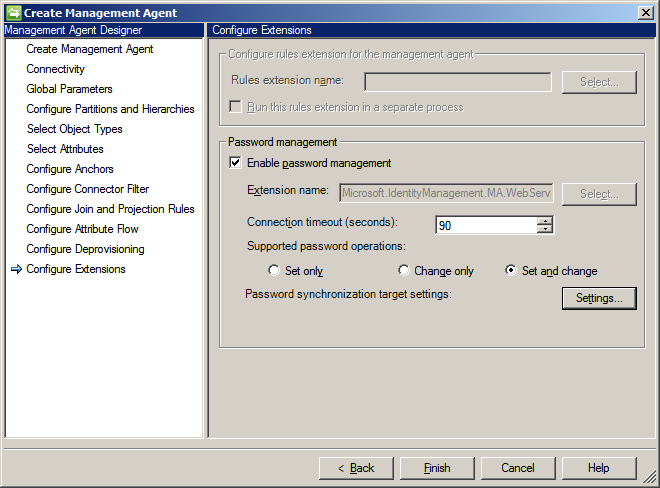 Create Management Agent
Management Agent Designer
Configure Extensions
Create Management Agent
Connectivity
Global Parameters
Configure Partitions and Hierarchies
Select Object Types
Select Attributes
Configure Anchors
Configure Connector Filter
Configure Join and Projection Rules
Configure Attribute Flow
Configure Deprovisioning
Configure Extensions
Configure rules extension for the management agent
Rules extension name:
Select...
Run this rules extension in a separate process
Password management
Enable password management
Extension name:
Microsoft.IdentityManagement.MA.WebServ
Select...
Connection timeout (seconds):
90
Supported password operations:
Set only
Change only
Set and change
Password synchronization target settings:
Settings...
< Back
Finish
Cancel
Help